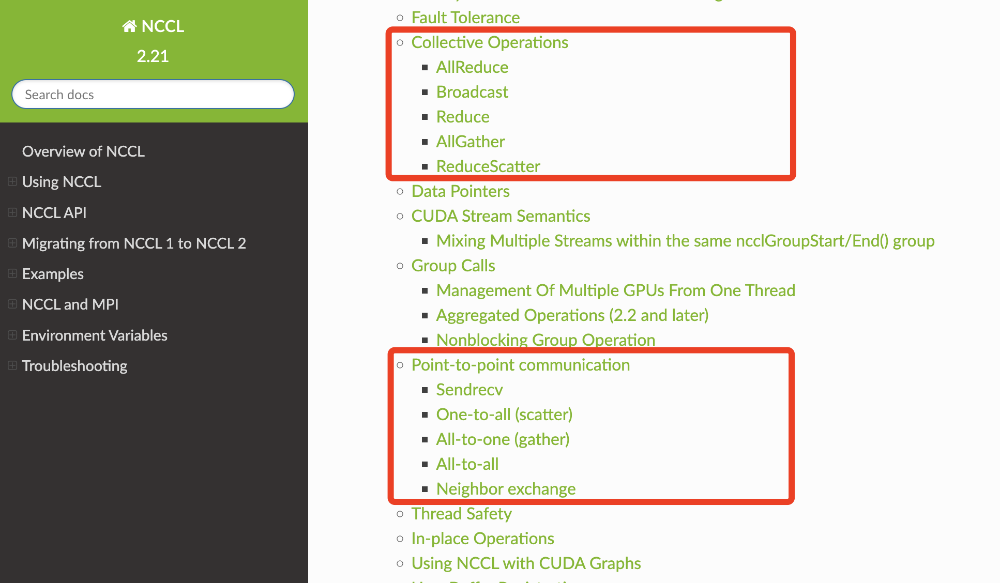 NCCL
2.21
Search docs
Overview of NCCL
Using NCCL
NCCL API
Migrating from NCCL 1 to NCCL 2
Examples
NCCL and MPI
Environment Variables
Troubleshooting
Fault Tolerance
Collective Operations
AllReduce
Broadcast
Reduce
AllGather
ReduceScatter
Data Pointers
CUDA Stream Semantics
Mixing Multiple Streams within the same ncclGroupStart/End() group
Group Calls
Management Of Multiple GPUs From One Thread
Aggregated Operations (2.2 and later)
Nonblocking Group Operation
Point-to-point communication
Sendrecv
One-to-all (scatter)
All-to-one (gather)
All-to-all
Neighbor exchange
Thread Safety
In-place Operations
Using NCCL with CUDA Graphs